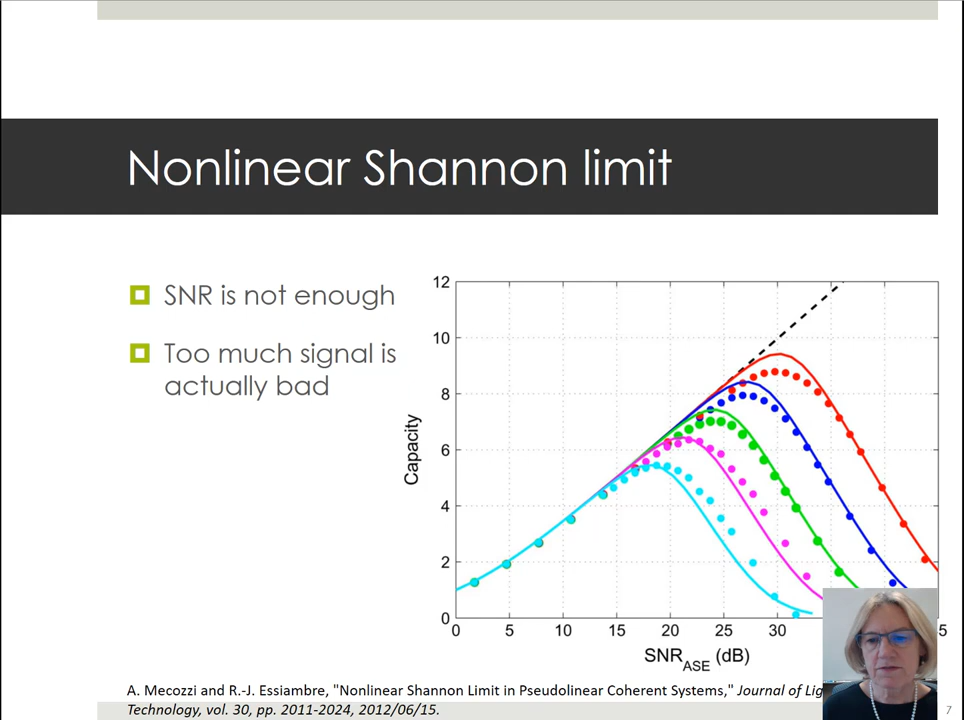 Nonlinear Shannon limit
SNR is not enough
Too much signal is
actually bad
12
10
8
6
4
2
0
Capacity
0 5 10 15 20 25 30 5
SNR_ASE (dB)
A. Mecozzi and R.-J. Essiambre, "Nonlinear Shannon Limit in Pseudolinear Coherent Systems," Journal of Lig
Technology, vol. 30, pp. 2011-2024, 2012/06/15.
7